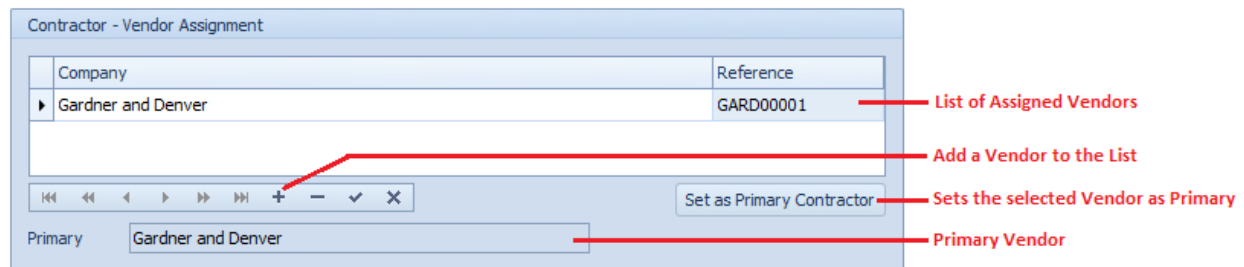 Contractor - Vendor Assignment
Company Reference
Gardner and Denver GARD00001 List of Assigned Vendors
Add a Vendor to the List
Set as Primary Contractor Sets the selected Vendor as Primary
Primary Gardner and Denver Primary Vendor